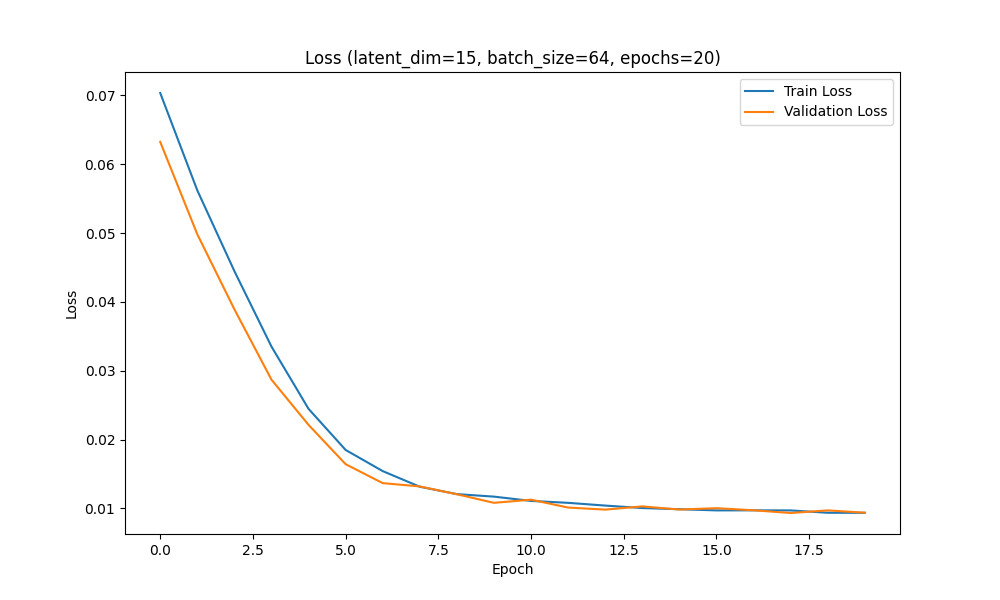 Loss (latent_dim=15, batch_size=64, epochs=20)
Train Loss
Validation Loss
0.07
0.06
0.05
0.04
0.03
0.02
0.01
Loss
0.0 2.5 5.0 7.5 10.0 12.5 15.0 17.5
Epoch